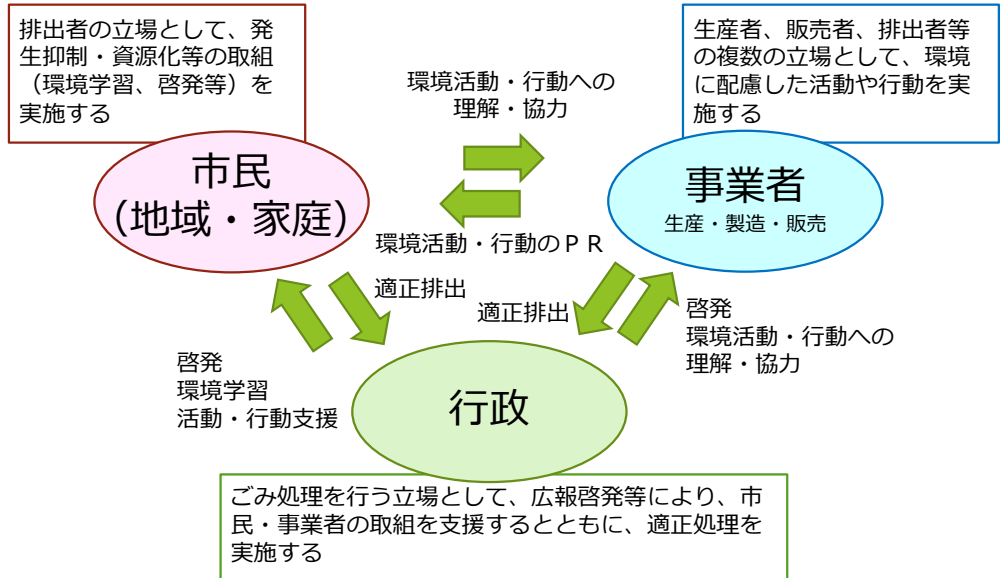 排出者の立場として、発
生抑制・資源化等の取組
（環境学習、啓発等）を
実施する
環境活動・行動への
理解・協力
生産者、販売者、排出者等
の複数の立場として、環境
に配慮した活動や行動を実
施する
市民
（地域・家庭）
事業者
生産・製造・販売
環境活動・行動のＰＲ
適正排出
適正排出
啓発
環境活動・行動への
理解・協力
啓発
環境学習
活動・行動支援
行政
ごみ処理を行う立場として、広報啓発等により、市
民・事業者の取組を支援するとともに、適正処理を
実施する